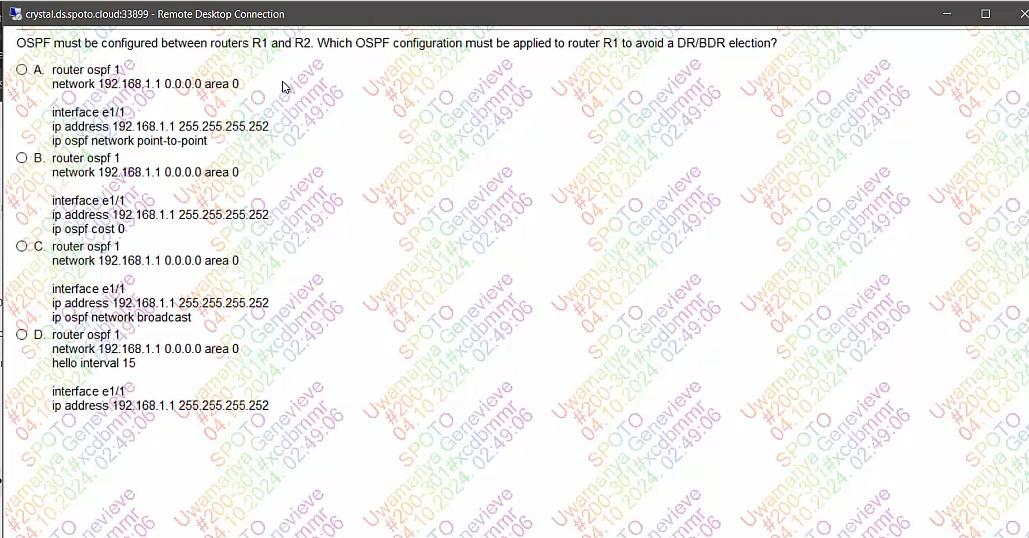 crystal.ds.spoto.cloud:33899 - Remote Desktop Connection
OSPF must be configured between routers R1 and R2. Which OSPF configuration must be applied to router R1 to avoid a DR/BDR election?
A. router ospf 1
network 192.168.1.1 0.0.0.0 area 0
interface e1/1
ip address 192.168.1.1 255.255.255.252
ip ospf network point-to-point
B. router ospf 1
network 192.168.1.1 0.0.0.0 area 0
interface e1/1
ip address 192.168.1.1 255.255.255.252
ip ospf cost 0
C. router ospf 1
network 192.168.1.1 0.0.0.0 area 0
interface e1/1
ip address 192.168.1.1 255.255.255.252
ip ospf network broadcast
D. router ospf 1
network 192.168.1.1 0.0.0.0 area 0
hello interval 15
interface e1/1
ip address 192.168.1.1 255.255.255.252
SPOTO
Uwamanya Genevieve
#200-301#xcdbmmr
04.10.2024. 02:49:06